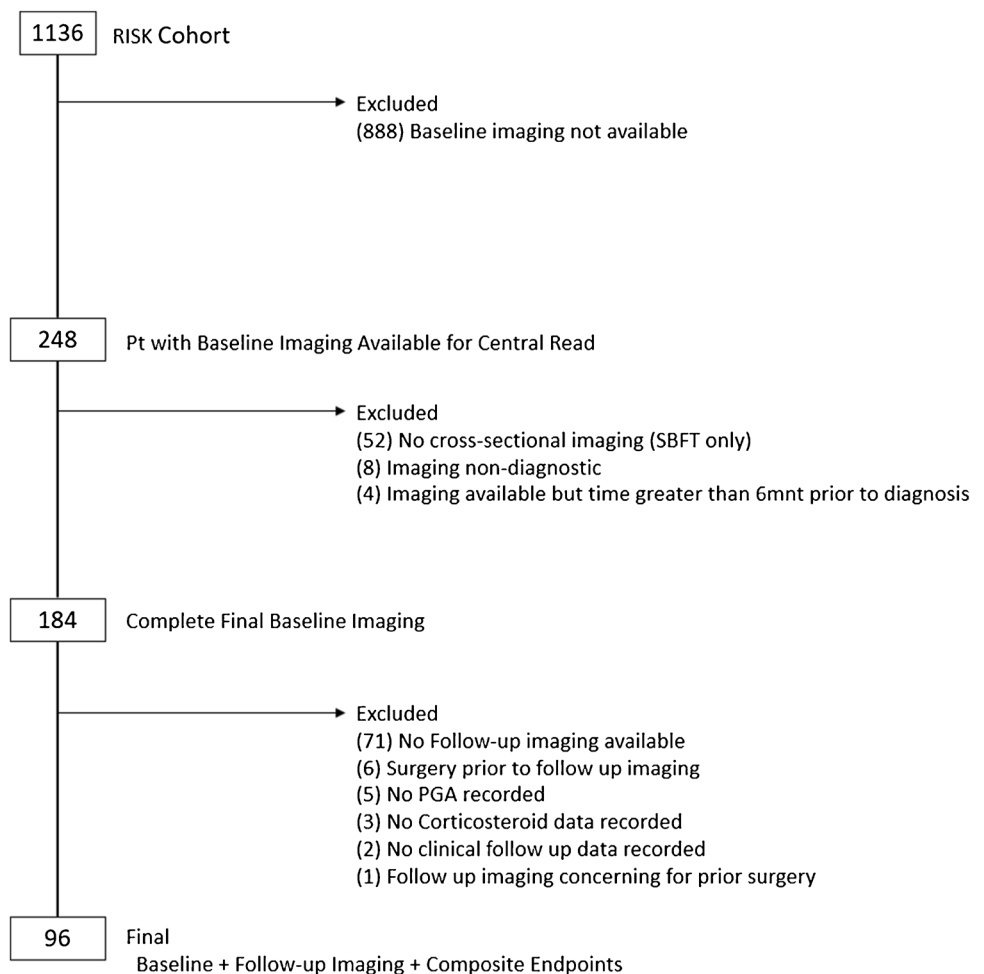 1136 RISK Cohort
Excluded
(888) Baseline imaging not available
248 Pt with Baseline Imaging Available for Central Read
Excluded
(52) No cross-sectional imaging (SBFT only)
(8) Imaging non-diagnostic
(4) Imaging available but time greater than 6mnt prior to diagnosis
184 Complete Final Baseline Imaging
Excluded
(71) No Follow-up imaging available
(6) Surgery prior to follow up imaging
(5) No PGA recorded
(3) No Corticosteroid data recorded
(2) No clinical follow up data recorded
(1) Follow up imaging concerning for prior surgery
96 Final
Baseline + Follow-up Imaging + Composite Endpoints